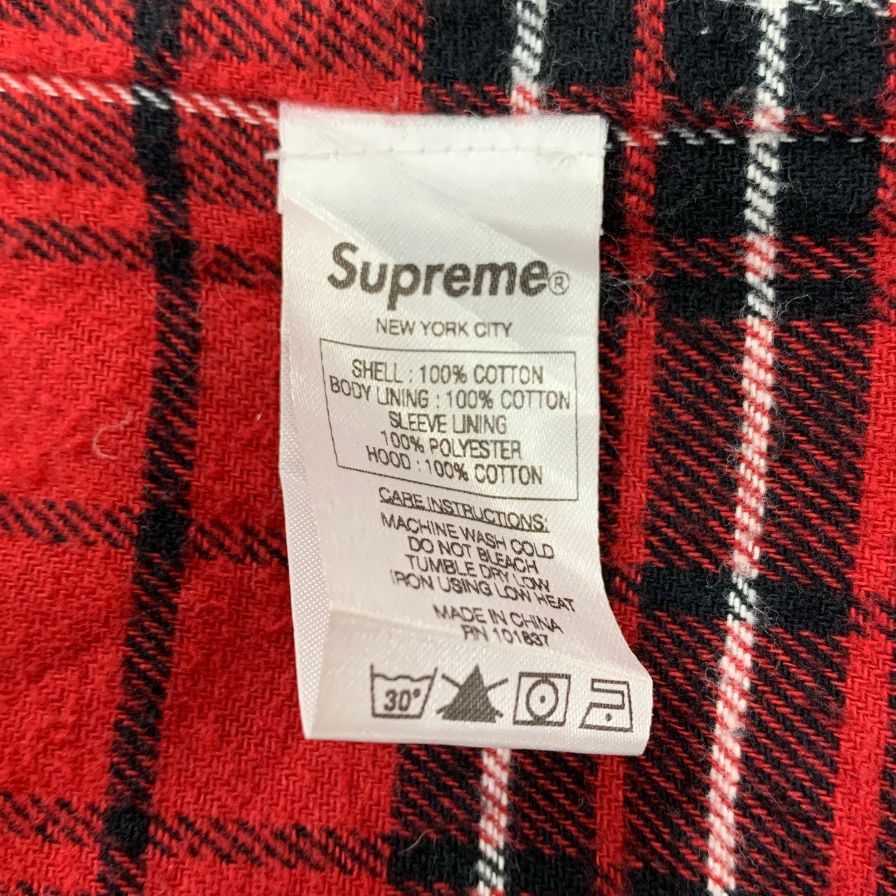 Supreme®
NEW YORK CITY
SHELL : 100% COTTON
BODY LINING : 100% COTTON
SLEEVE LINING
100% POLYESTER
HOOD : 100% COTTON
CARE INSTRUCTIONS:
MACHINE WASH COLD
DO NOT BLEACH
TUMBLE DRY LOW
IRON USING LOW HEAT
MADE IN CHINA
RN 101837
30°